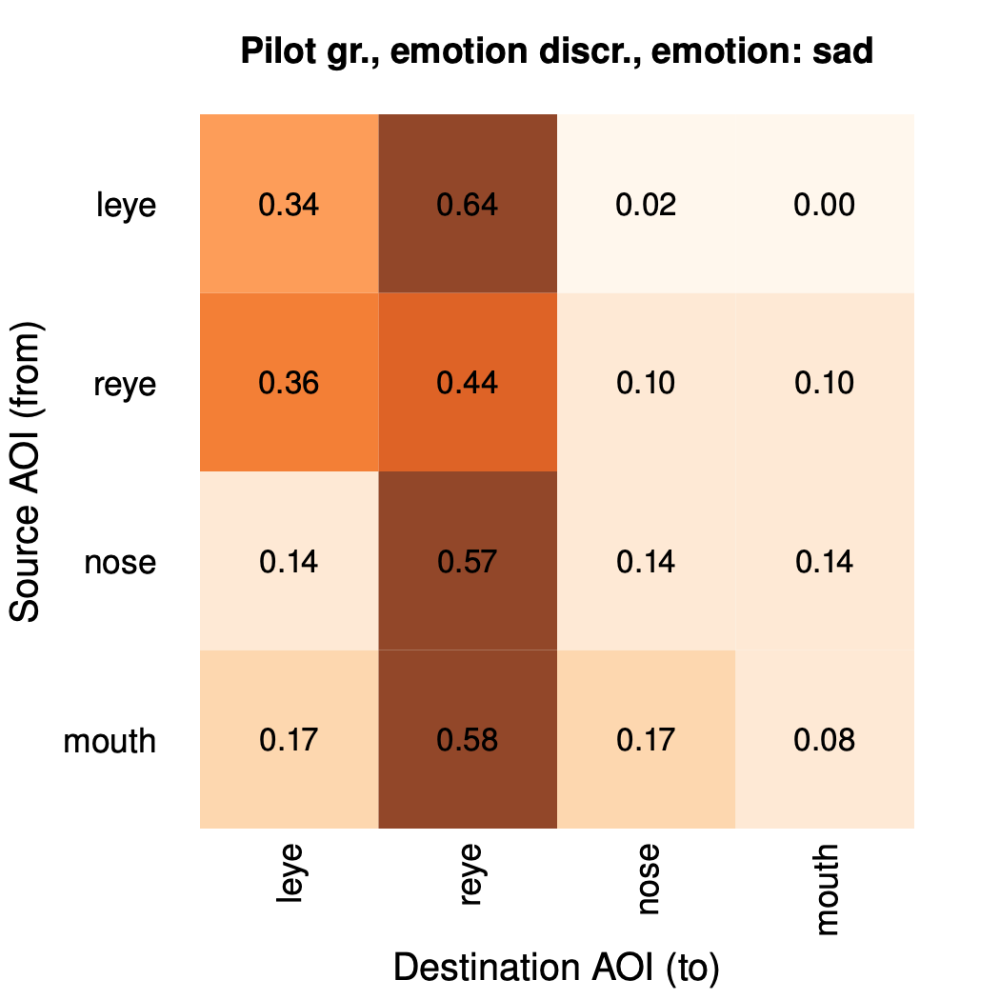 Pilot gr., emotion discr., emotion: sad
Source AOI (from)
leye 0.34 0.64 0.02 0.00
reye 0.36 0.44 0.10 0.10
nose 0.14 0.57 0.14 0.14
mouth 0.17 0.58 0.17 0.08
leye reye nose mouth
Destination AOI (to)